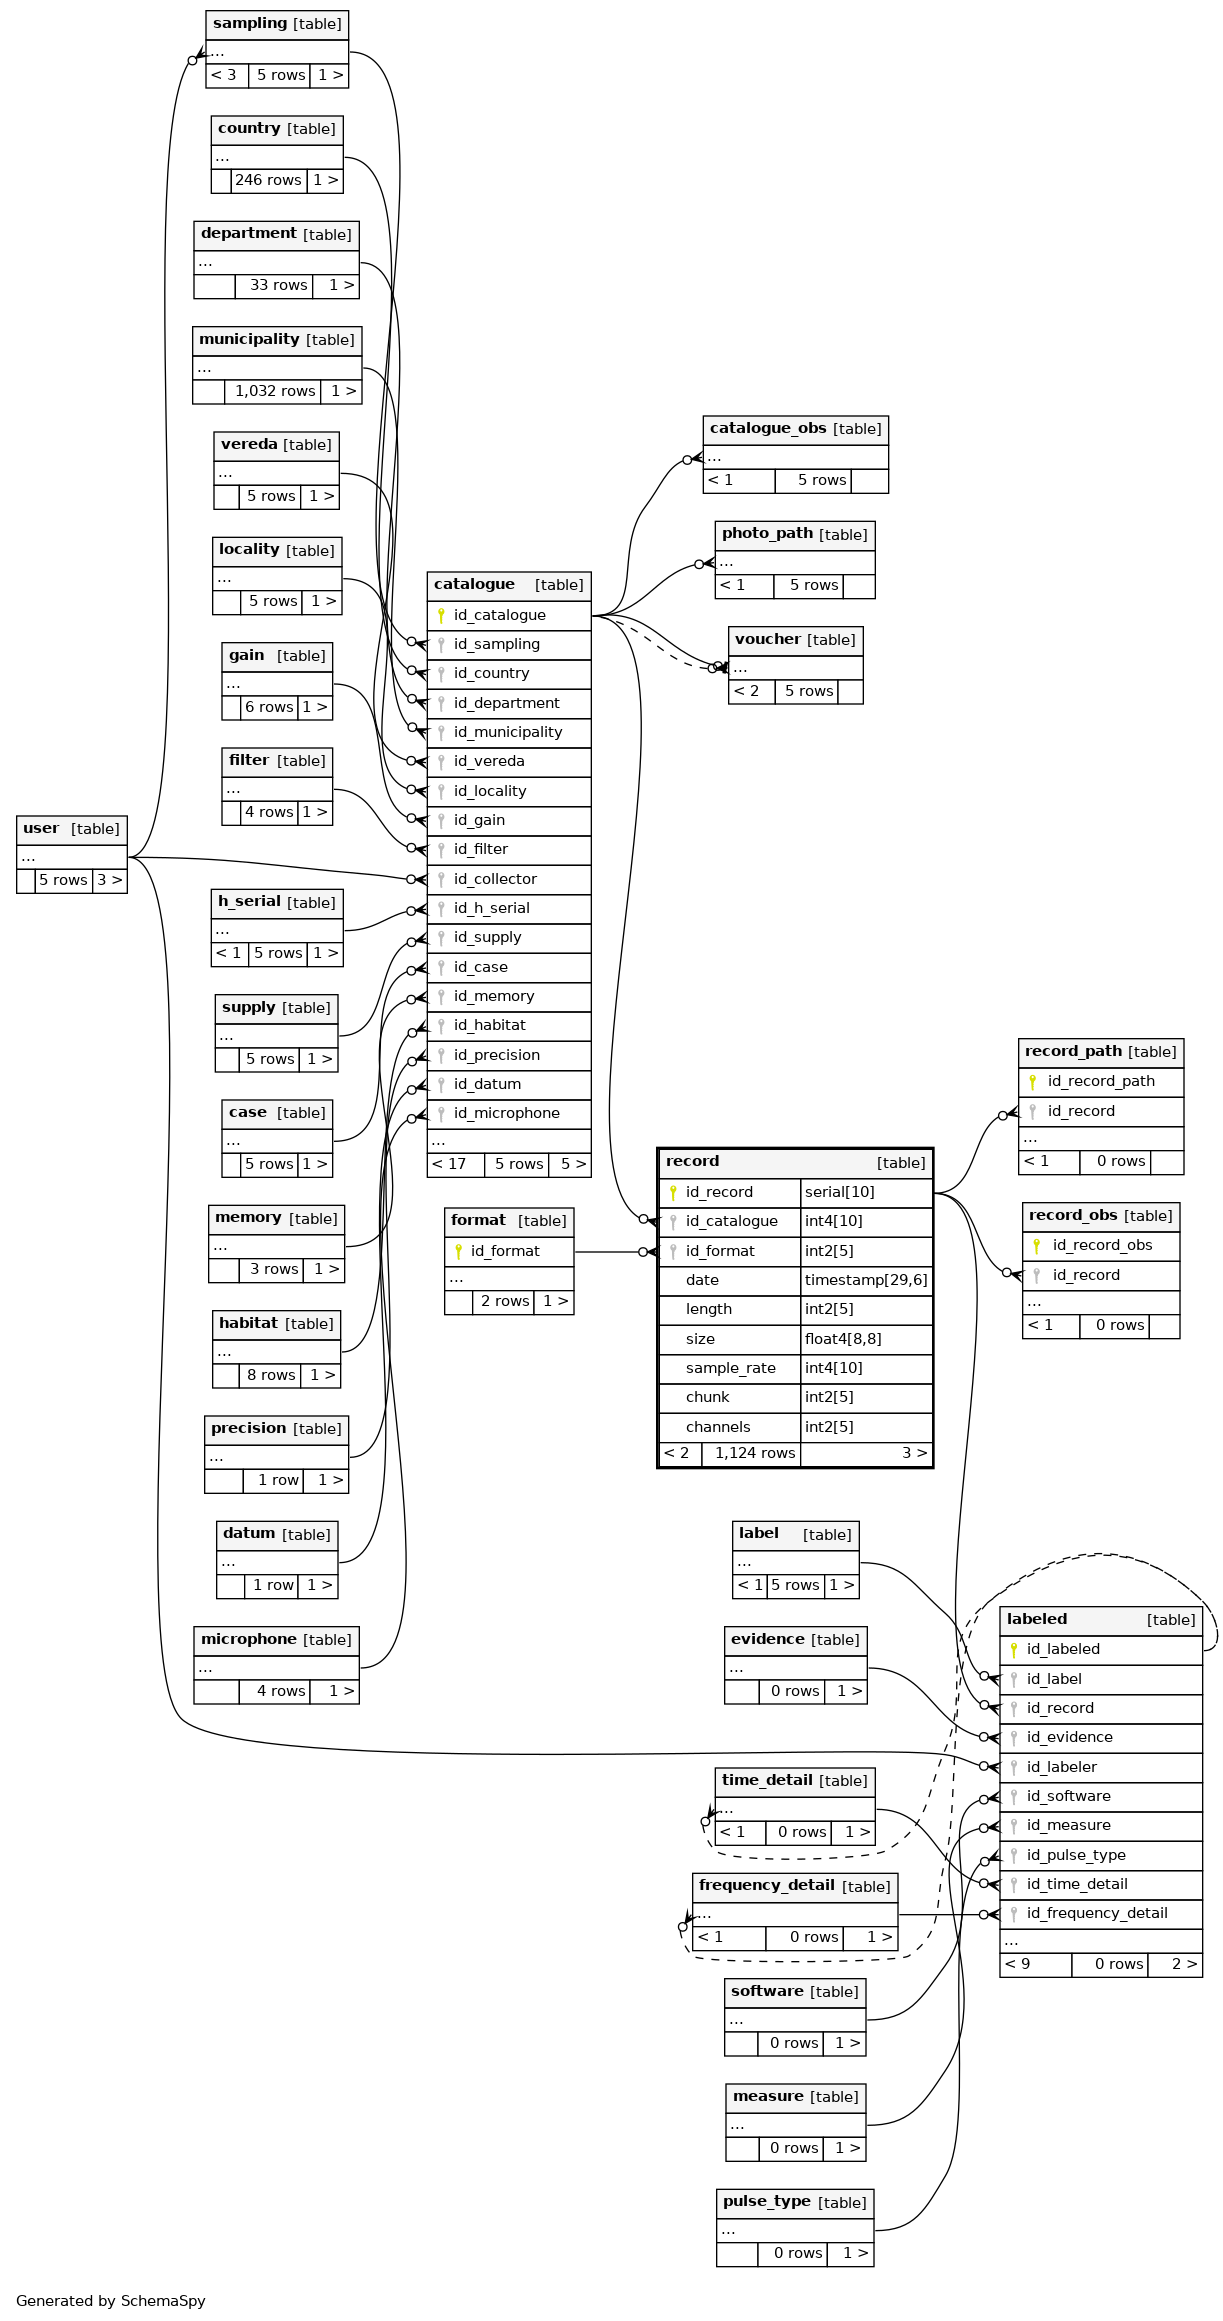 sampling [table]
...
< 3 5 rows 1 >
country [table]
...
246 rows 1 >
department [table]
...
33 rows 1 >
municipality [table]
...
1,032 rows 1 >
vereda [table]
...
5 rows 1 >
locality [table]
...
5 rows 1 >
gain [table]
...
6 rows 1 >
filter [table]
...
4 rows 1 >
user [table]
...
5 rows 3 >
h_serial [table]
...
< 1 5 rows 1 >
supply [table]
...
5 rows 1 >
case [table]
...
5 rows 1 >
memory [table]
...
3 rows 1 >
habitat [table]
...
8 rows 1 >
precision [table]
...
1 row 1 >
datum [table]
...
1 row 1 >
microphone [table]
...
4 rows 1 >
catalogue [table]
id_catalogue
id_sampling
id_country
id_department
id_municipality
id_vereda
id_locality
id_gain
id_filter
id_collector
id_h_serial
id_supply
id_case
id_memory
id_habitat
id_precision
id_datum
id_microphone
...
< 17 5 rows 5 >
format [table]
id_format
...
2 rows 1 >
catalogue_obs [table]
...
< 1 5 rows
photo_path [table]
...
< 1 5 rows
voucher [table]
...
< 2 5 rows
record [table]
id_record serial[10]
id_catalogue int4[10]
id_format int2[5]
date timestamp[29,6]
length int2[5]
size float4[8,8]
sample_rate int4[10]
chunk int2[5]
channels int2[5]
< 2 1,124 rows 3 >
record_path [table]
id_record_path
id_record
...
< 1 0 rows
record_obs [table]
id_record_obs
id_record
...
< 1 0 rows
label [table]
...
< 1 5 rows 1 >
evidence [table]
...
0 rows 1 >
time_detail [table]
...
< 1 0 rows 1 >
frequency_detail [table]
...
< 1 0 rows 1 >
software [table]
...
0 rows 1 >
measure [table]
...
0 rows 1 >
pulse_type [table]
...
0 rows 1 >
labeled [table]
id_labeled
id_label
id_record
id_evidence
id_labeler
id_software
id_measure
id_pulse_type
id_time_detail
id_frequency_detail
...
< 9 0 rows 2 >
Generated by SchemaSpy